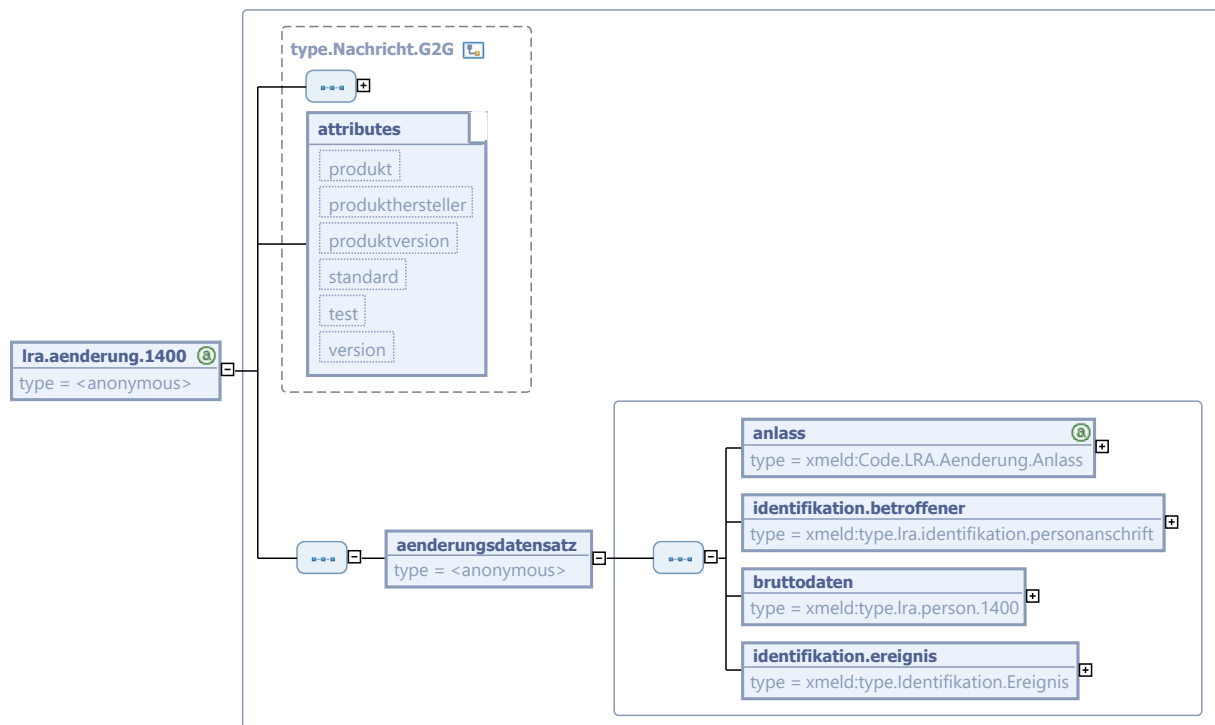 type.Nachricht.G2G
attributes
produkt
produkthersteller
produktversion
standard
test
version
lra.aenderung.1400 a
type = <anonymous>
anlass a
type = xmeld:Code.LRA.Aenderung.Anlass
identifikation.betroffener
type = xmeld:type.lra.identifikation.personanschrift
aenderungsdatensatz
type = <anonymous>
bruttodaten
type = xmeld:type.lra.person.1400
identifikation.ereignis
type = xmeld:type.Identifikation.Ereignis